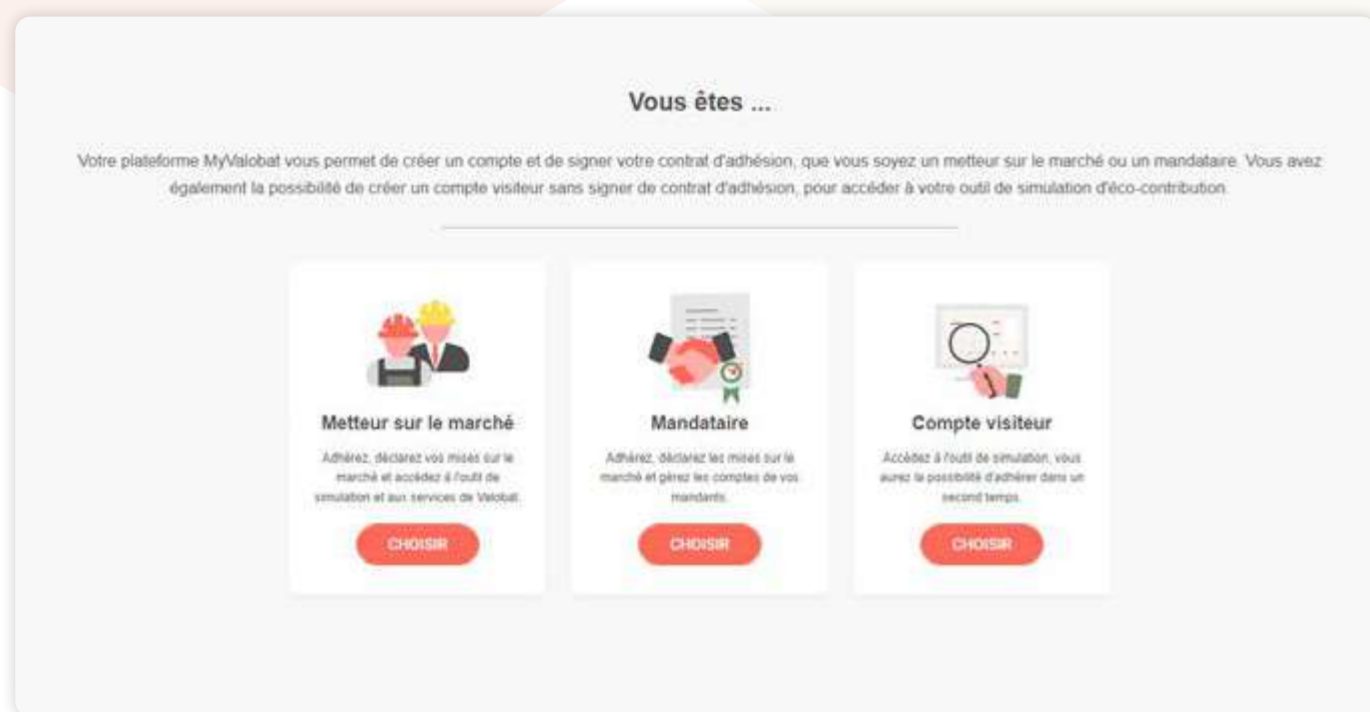 Vous êtes ...
Votre plateforme MyValobat vous permet de créer un compte et de signer votre contrat d'adhésion, que vous soyez un metteur sur le marché ou un mandataire. Vous avez
également la possibilité de créer un compte visiteur sans signer de contrat d'adhésion, pour accéder à votre outil de simulation d'éco-contribution
Metteur sur le marché
Adhérez, déclarez vos mises sur le
marché et accédez à l'outil de
simulation et aux services de Valobat.
CHOISIR
Mandataire
Adhérez, déclarez les mises sur le
marché et gérez les comptes de vos
mandants.
CHOISIR
Compte visiteur
Accédez à l'outil de simulation, vous
aurez la possibilité d'adhérer dans un
second temps.
CHOISIR